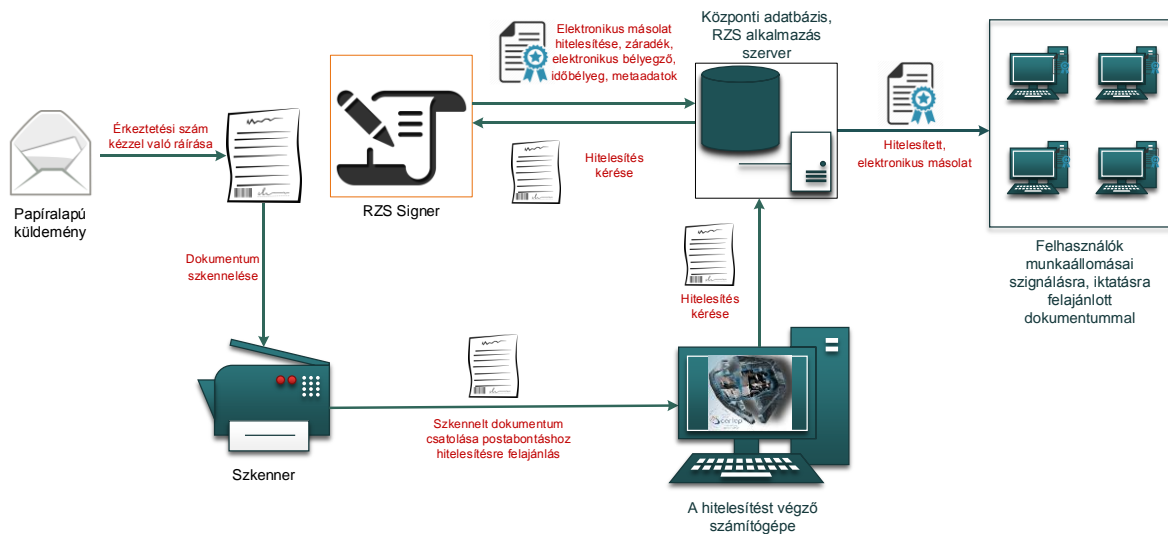 Elektronikus másolat
hitelesítése, záradék,
elektronikus bélyegző,
időbélyeg, metaadatok
Központi adatbázis,
RZS alkalmazás
szerver
Érkeztetési szám
kézzel való ráírása
Papíralapú
küldemény
RZS Signer
Hitelesítés
kérése
Hitelesített,
elektronikus másolat
Dokumentum
szkennelése
Hitelesítés
kérése
Felhasználók
munkaállomásai
szignálásra, iktatásra
felajánlott
dokumentummal
Szkennelt dokumentum
csatolása postabontáshoz
hitelesítésre felajánlás
Szkenner
A hitelesítést végző
számítógépe